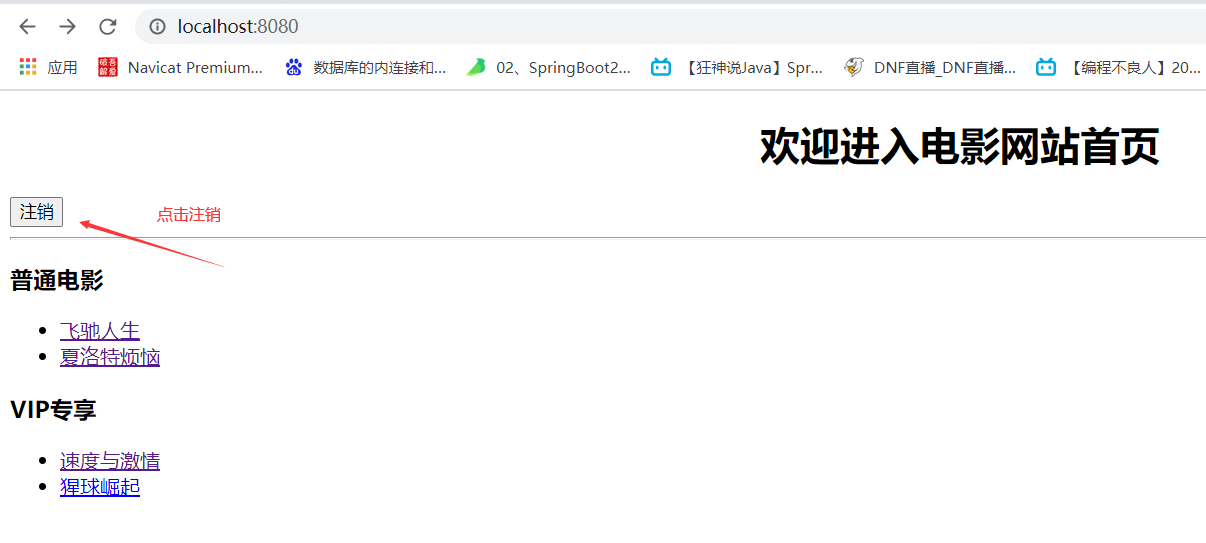 localhost:8080
应用 Navicat Premium... 数据库的内连接和... 02、SpringBoot2... 【狂神说Java】Spr... DNF直播_DNF直播... 【编程不良人】20...
欢迎进入电影网站首页
注销 点击注销
普通电影
飞驰人生
夏洛特烦恼
VIP专享
速度与激情
猩球崛起